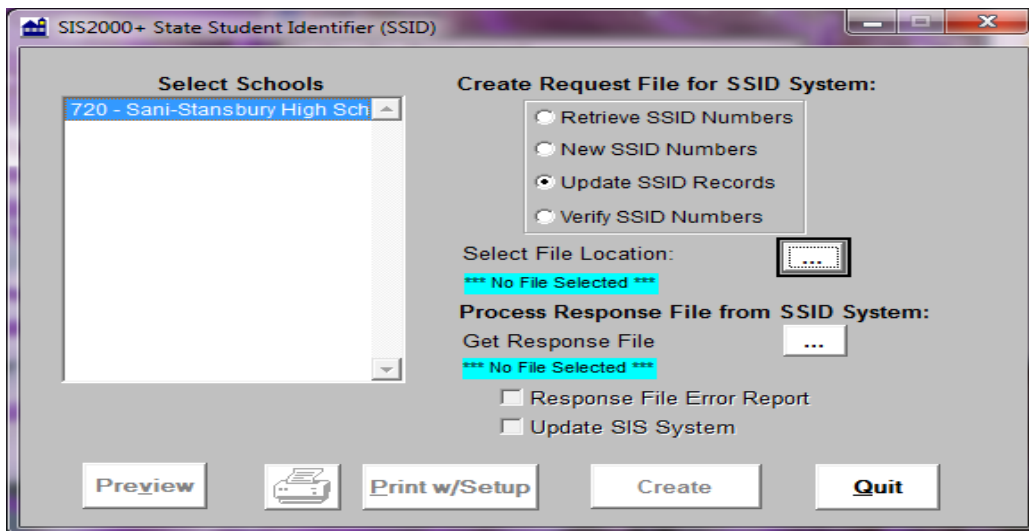 SIS2000+ State Student Identifier (SSID)
Select Schools
720 - Sani-Stansbury High Sch
Create Request File for SSID System:
Retrieve SSID Numbers
New SSID Numbers
Update SSID Records
Verify SSID Numbers
Select File Location:
...
*** No File Selected ***
Process Response File from SSID System:
Get Response File
...
*** No File Selected ***
Response File Error Report
Update SIS System
Preview
Print w/Setup
Create
Quit